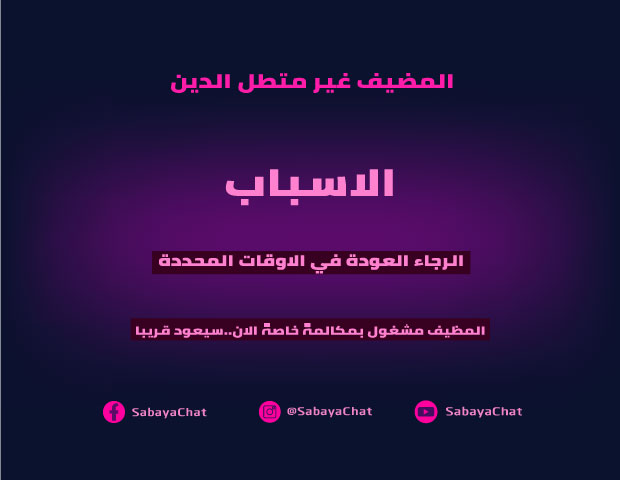 المضيف غير متطل الدين
الاسباب
الرجاء العودة في الاوقات المحددة
المظيف مشغول بمكالمة خاصة الان..سيعود قريبا
SabayaChat @SabayaChat SabayaChat